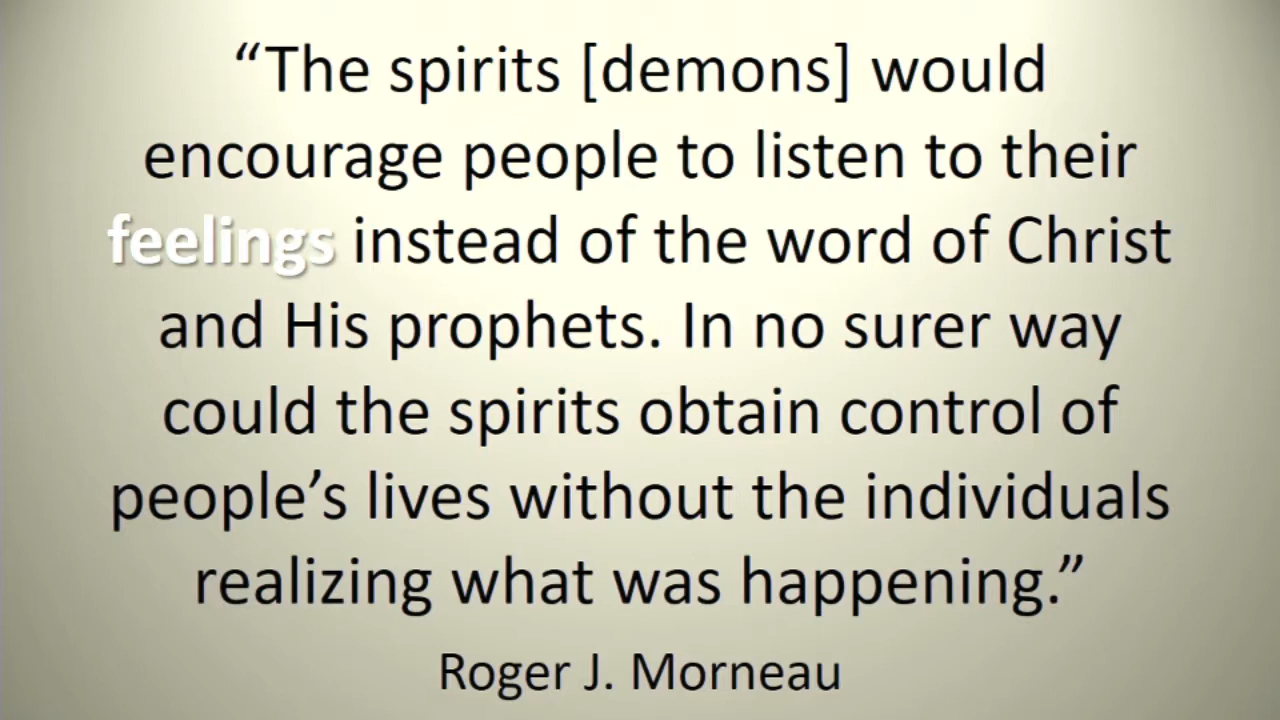 “The spirits [demons] would
encourage people to listen to their
feelings instead of the word of Christ
and His prophets. In no surer way
could the spirits obtain control of
people’s lives without the individuals
realizing what was happening.”
Roger J. Morneau